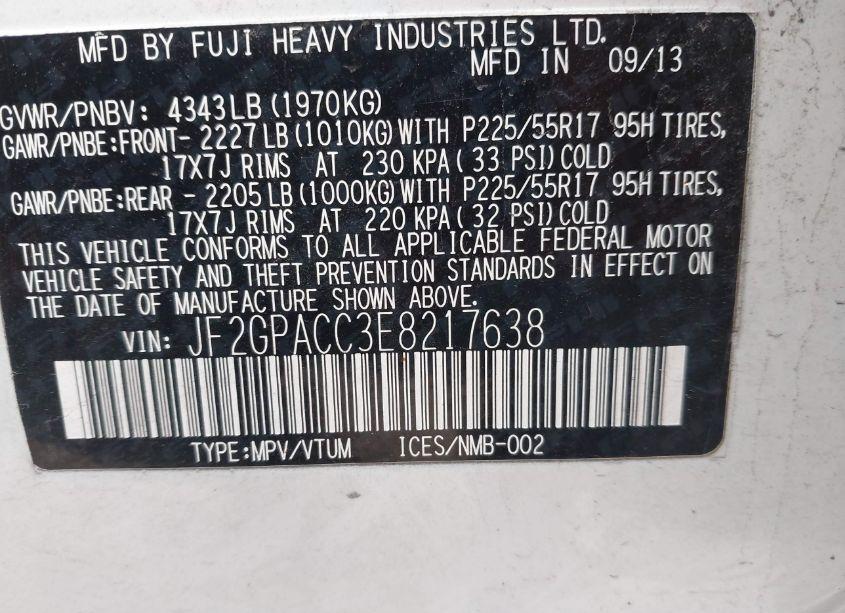 MFD BY FUJI HEAVY INDUSTRIES LTD.
MFD IN 09/13
GVWR/PNBV: 4343LB (1970KG)
GAWR/PNBE:FRONT- 2227LB (1010KG)WITH P225/55R17 95H TIRES,
17X7J RIMS AT 230 KPA( 33 PSI)COLD
GAWR/PNBE:REAR - 2205LB (1000KG)WITH P225/55R17 95H TIRES,
17X7J RIMS AT 220 KPA( 32 PSI)COLD
THIS VEHICLE CONFORMS TO ALL APPLICABLE FEDERAL MOTOR
VEHICLE SAFETY AND THEFT PREVENTION STANDARDS IN EFFECT ON
THE DATE OF MANUFACTURE SHOWN ABOVE.
VIN: JF2GPACC3E8217638
TYPE:MPV/VTUM ICES/NMB-002